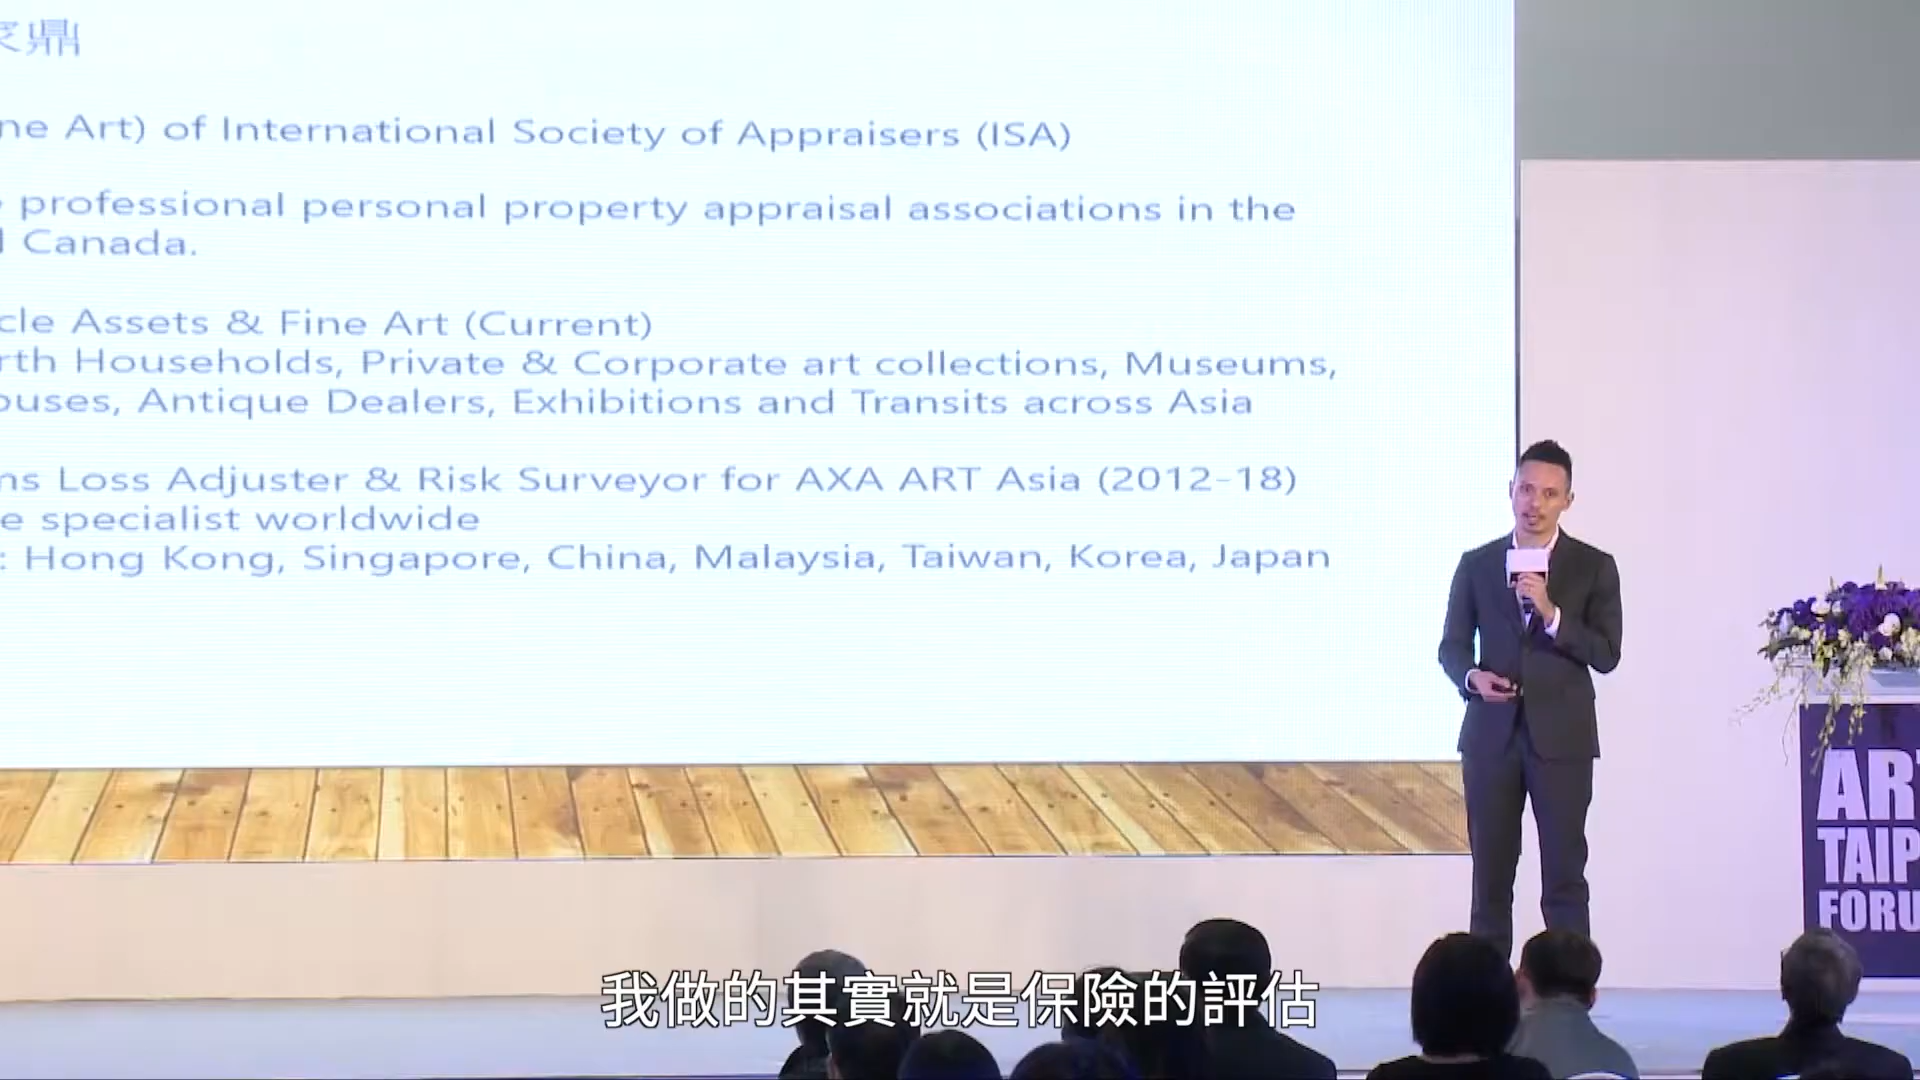 鼎
ne Art) of International Society of Appraisers (ISA)
professional personal property appraisal associations in the
Canada.
cle Assets & Fine Art (Current)
rth Households, Private & Corporate art collections, Museums,
ouses, Antique Dealers, Exhibitions and Transits across Asia
ns Loss Adjuster & Risk Surveyor for AXA ART Asia (2012-18)
e specialist worldwide
: Hong Kong, Singapore, China, Malaysia, Taiwan, Korea, Japan
ART
TAIP
FORU
我做的其實就是保險的評估